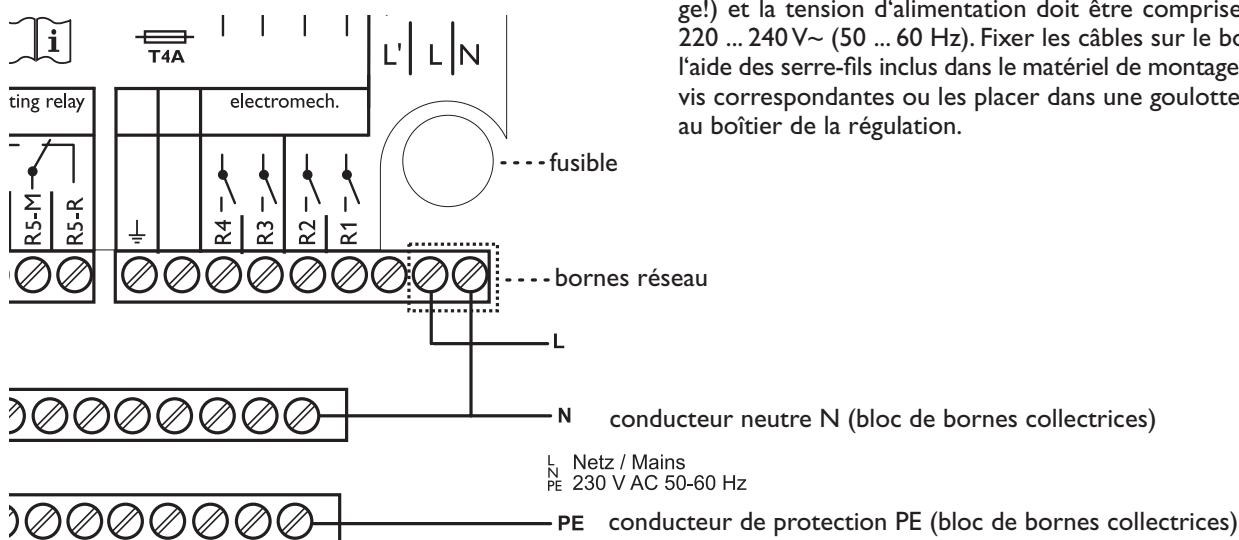 ge!) et la tension d‘alimentation doit être comprise
220 ... 240 V~ (50 ... 60 Hz). Fixer les câbles sur le bo
l‘aide des serre-fils inclus dans le matériel de montage
vis correspondantes ou les placer dans une goulotte
au boîtier de la régulation.
i
T4A
L' L N
ting relay
electromech.
fusible
R5-M R5-R R4 R3 R2 R1
bornes réseau
L
N conducteur neutre N (bloc de bornes collectrices)
L Netz / Mains
N
PE 230 V AC 50-60 Hz
PE conducteur de protection PE (bloc de bornes collectrices)